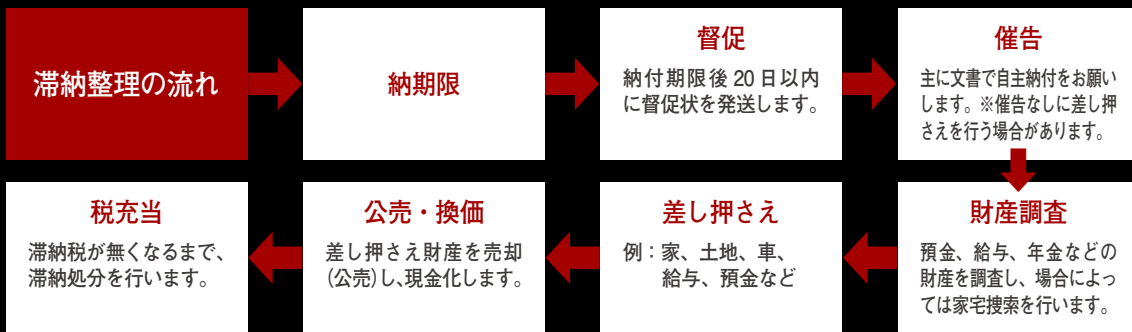 滞納整理の流れ
納期限
督促
納付期限後 20 日以内
に督促状を発送します。
催告
主に文書で自主納付をお願い
します。※催告なしに差し押
さえを行う場合があります。
財産調査
預金、給与、年金などの
財産を調査し、場合によっ
ては家宅捜索を行います。
差し押さえ
例：家、土地、車、
給与、預金など
公売・換価
差し押さえ財産を売却
(公売)し、現金化します。
税充当
滞納税が無くなるまで、
滞納処分を行います。